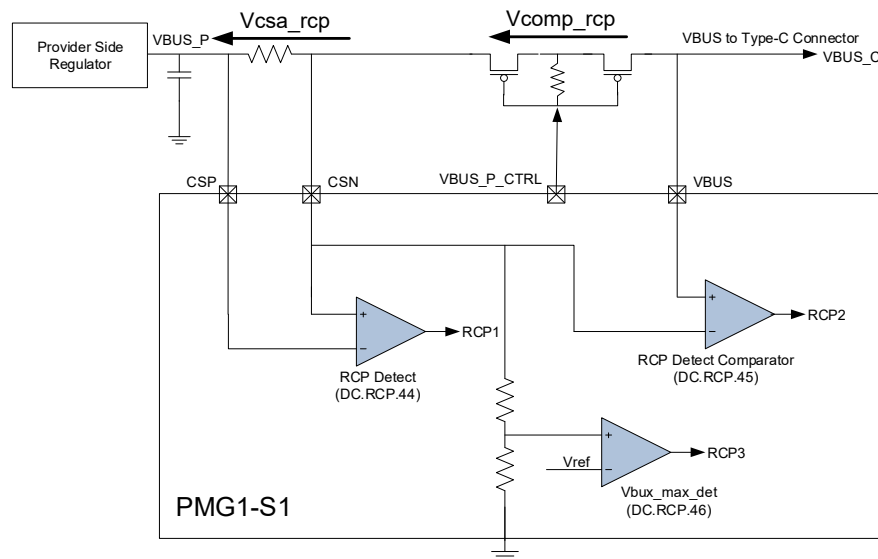 Vcsa_rcp
Vcomp_rcp
Provider Side
Regulator
VBUS_P
VBUS to Type-C Connector
VBUS_C
CSP
CSN
VBUS_P_CTRL
VBUS
+
-
RCP1
RCP Detect
(DC.RCP.44)
+
-
RCP2
RCP Detect Comparator
(DC.RCP.45)
+
-
Vref
RCP3
Vbux_max_det
(DC.RCP.46)
PMG1-S1